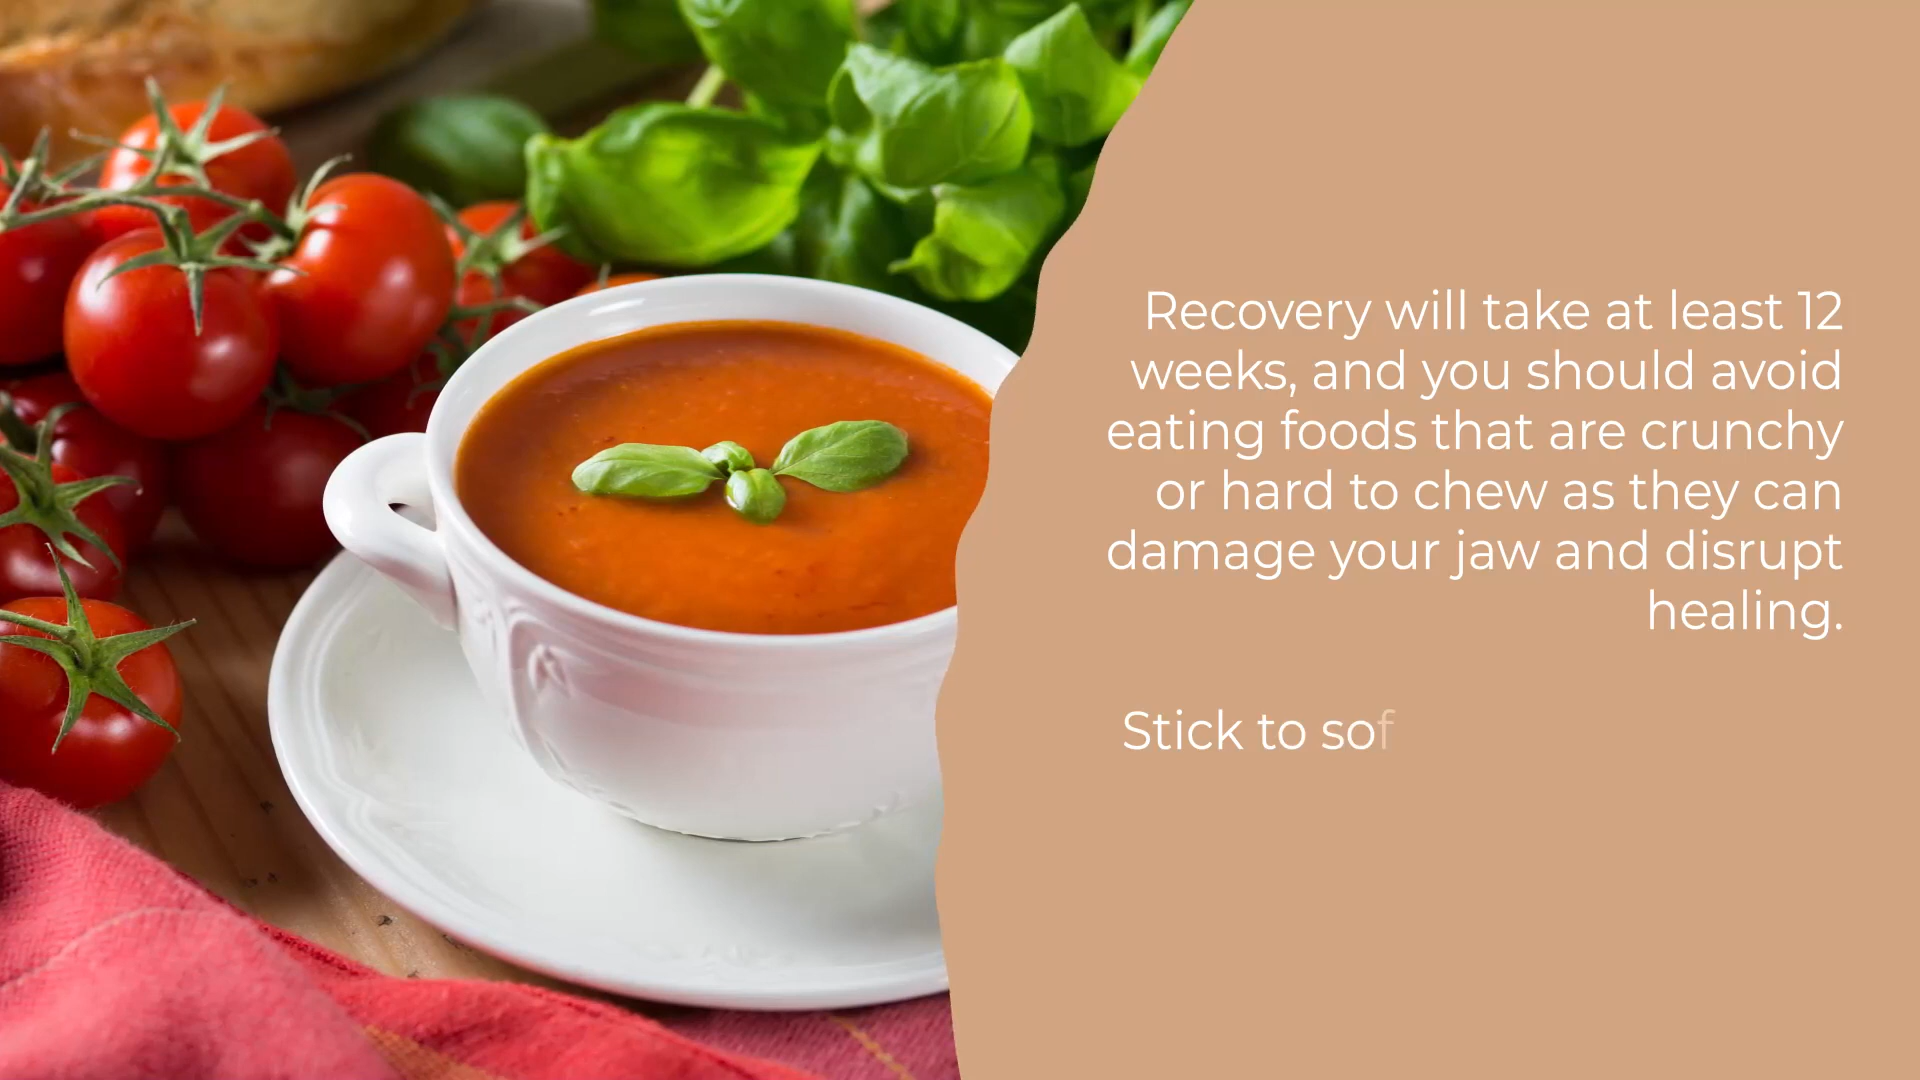 Recovery will take at least 12
weeks, and you should avoid
eating foods that are crunchy
or hard to chew as they can
damage your jaw and disrupt
healing.
Stick to sof